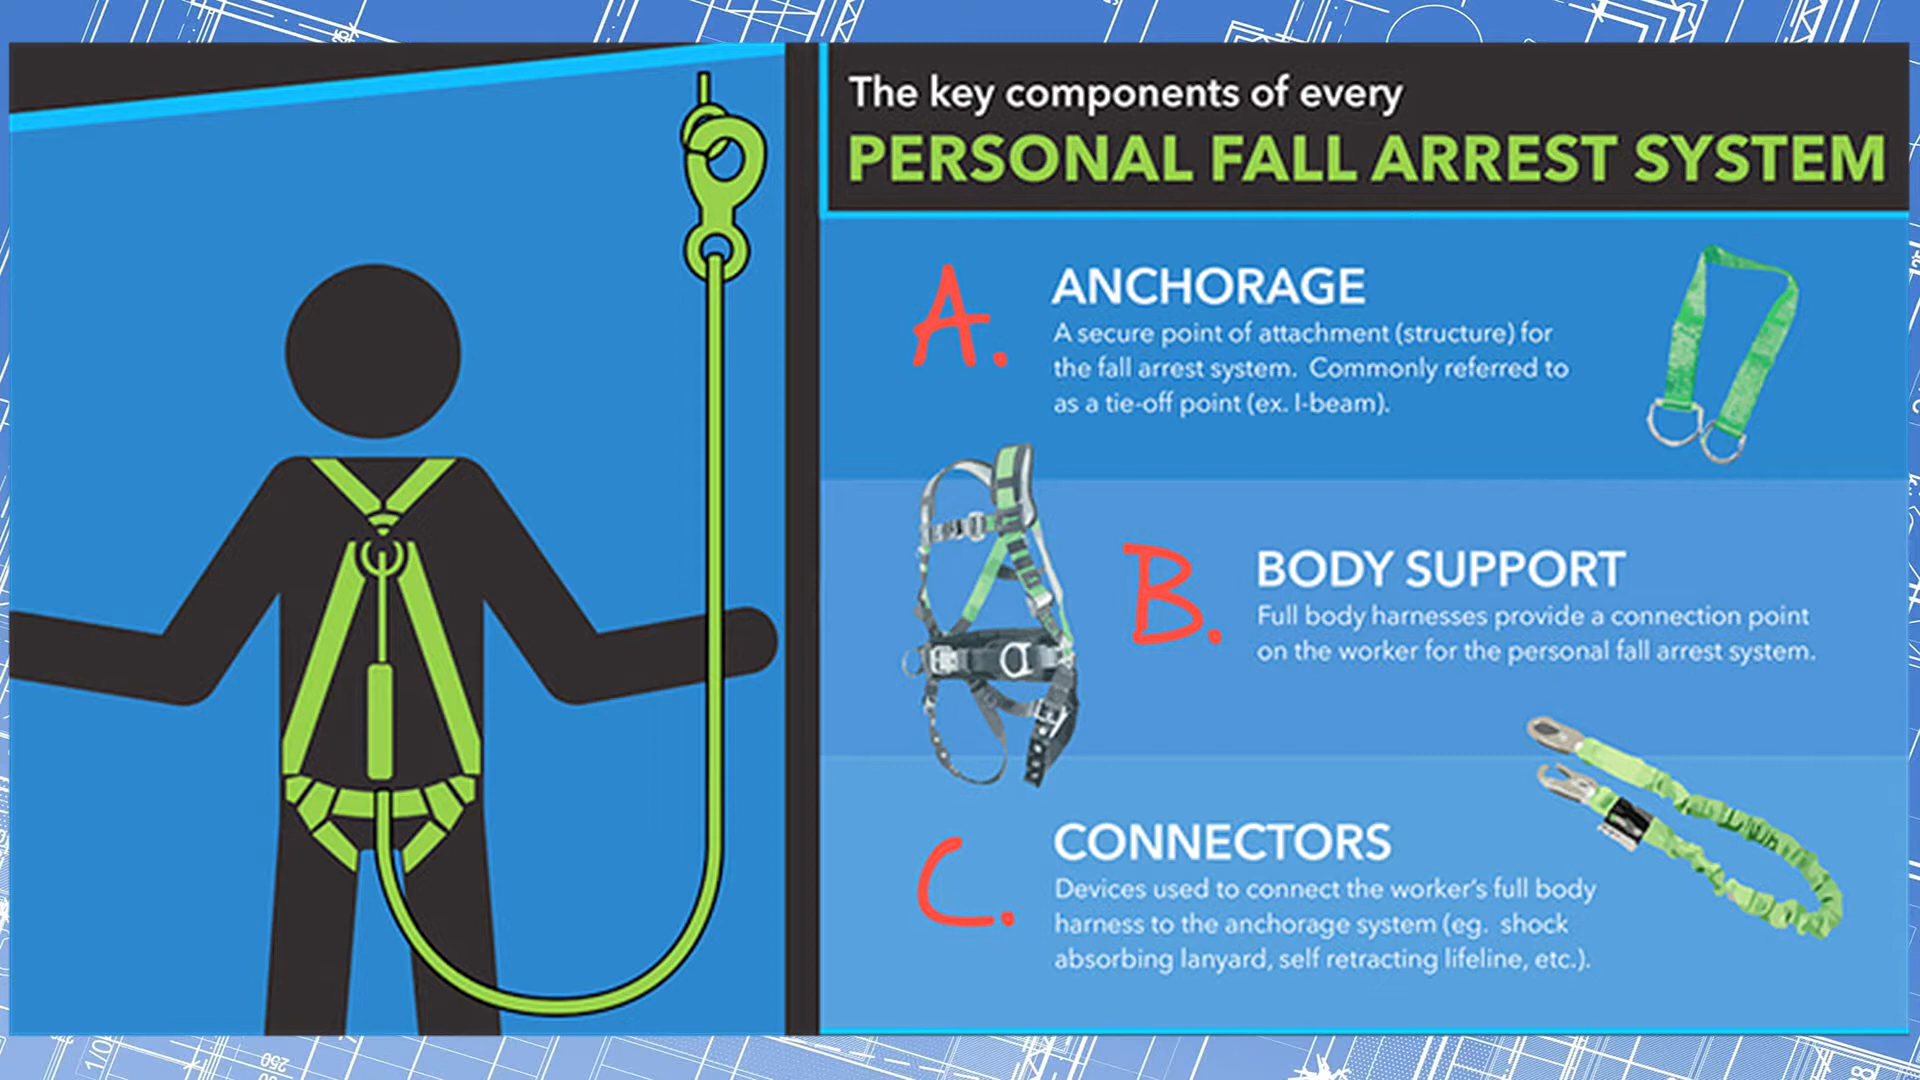 The key components of every
PERSONAL FALL ARREST SYSTEM
A.
ANCHORAGE
A secure point of attachment (structure) for
the fall arrest system. Commonly referred to
as a tie-off point (ex. I-beam).
B.
BODY SUPPORT
Full body harnesses provide a connection point
on the worker for the personal fall arrest system.
C.
CONNECTORS
Devices used to connect the worker's full body
harness to the anchorage system (eg. shock
absorbing lanyard, self retracting lifeline, etc.).
250